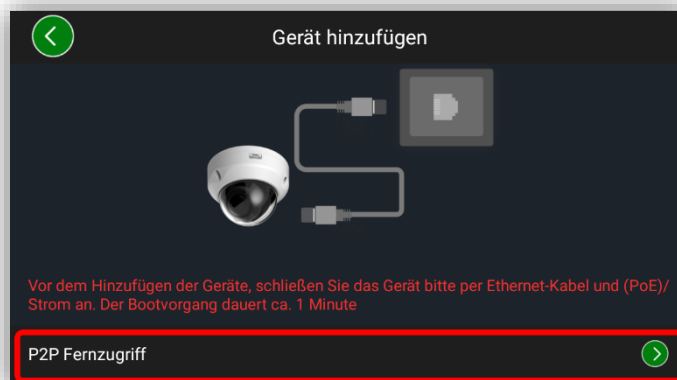 Gerät hinzufügen
Vor dem Hinzufügen der Geräte, schließen Sie das Gerät bitte per Ethernet-Kabel und (PoE)/
Strom an. Der Bootvorgang dauert ca. 1 Minute
P2P Fernzugriff